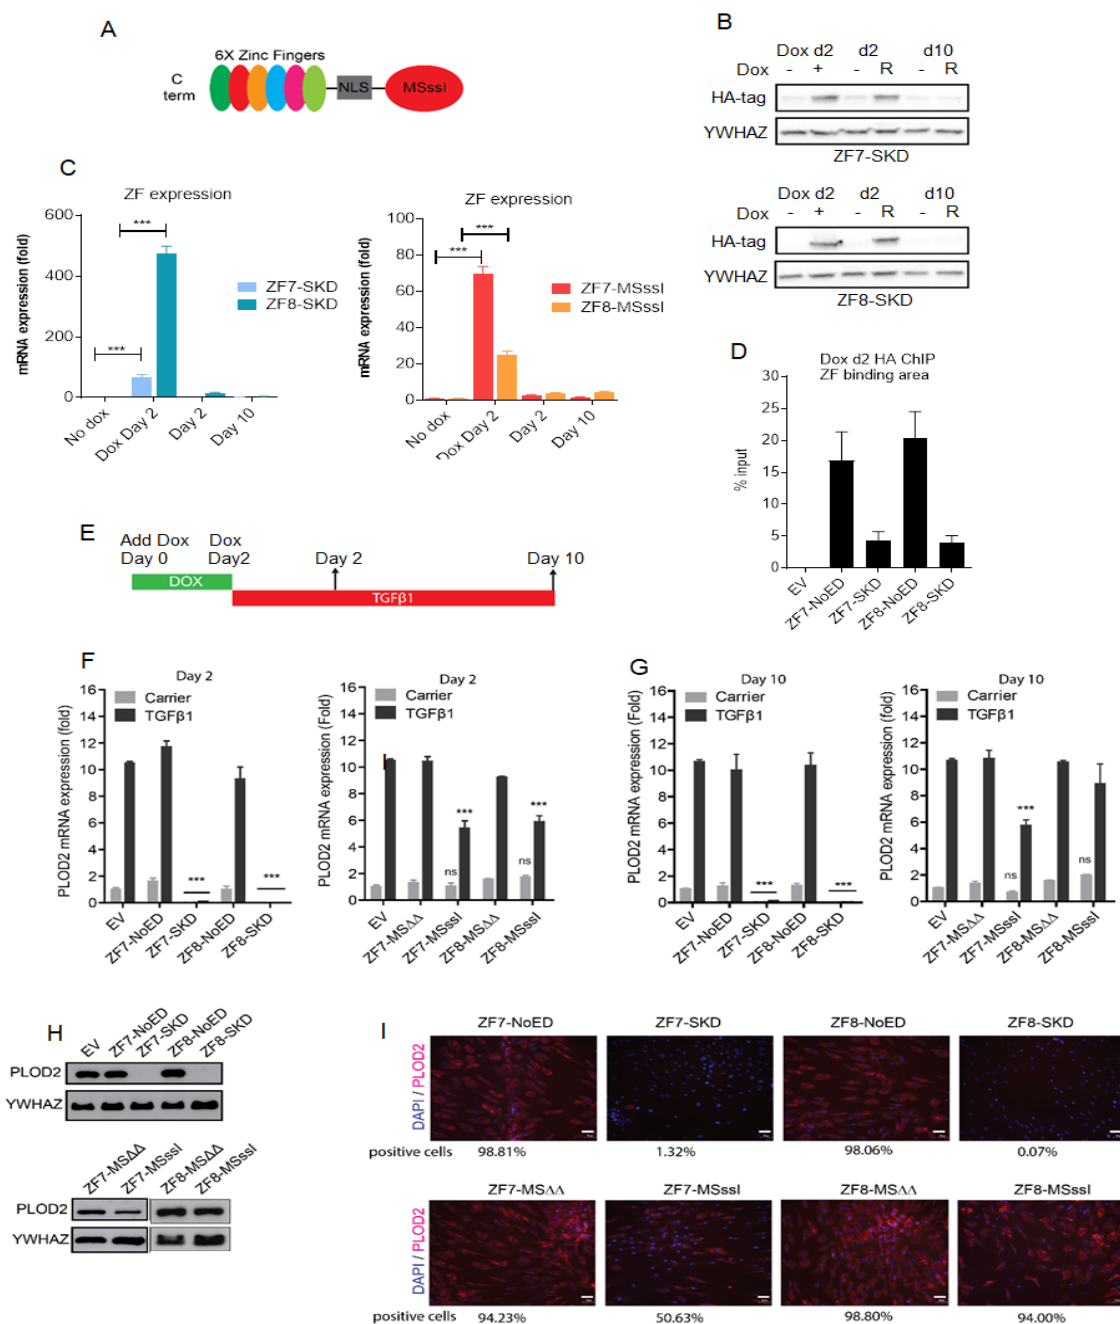 A
6X Zinc Fingers
C
term
NLS
MSssI
B
Dox d2 d2 d10
Dox - + - R - R
HA-tag
YWHAZ
ZF7-SKD
Dox d2 d2 d10
Dox - + - R - R
HA-tag
YWHAZ
ZF8-SKD
C
ZF expression
mRNA expression (fold)
600
400
200
0
***
***
ZF7-SKD
ZF8-SKD
No dox
Dox Day 2
Day 2
Day 10
ZF expression
mRNA expression (fold)
100
80
60
40
20
0
***
***
ZF7-MSssI
ZF8-MSssI
No dox
Dox Day 2
Day 2
Day 10
D
Dox d2 HA ChIP
ZF binding area
% input
30
25
20
15
10
5
0
EV
ZF7-NoED
ZF7-SKD
ZF8-NoED
ZF8-SKD
E
Add Dox Dox
Day 0 Day2 Day 2 Day 10
DOX
TGFβ1
F
Day 2
PLOD2 mRNA expression (fold)
16
14
12
10
8
6
4
2
0
Carrier
TGFβ1
***
***
EV
ZF7-NoED
ZF7-SKD
ZF8-NoED
ZF8-SKD
Day 2
PLOD2 mRNA expression (Fold)
16
14
12
10
8
6
4
2
0
Carrier
TGFβ1
ns
***
ns
***
EV
ZF7-MSΔΔ
ZF7-MSssI
ZF8-MSΔΔ
ZF8-MSssI
G
Day 10
PLOD2 mRNA expression (Fold)
16
14
12
10
8
6
4
2
0
Carrier
TGFβ1
***
***
EV
ZF7-NoED
ZF7-SKD
ZF8-NoED
ZF8-SKD
Day 10
PLOD2 mRNA expression (Fold)
16
14
12
10
8
6
4
2
0
Carrier
TGFβ1
ns
***
ns
EV
ZF7-MSΔΔ
ZF7-MSssI
ZF8-MSΔΔ
ZF8-MSssI
H
EV
ZF7-NoED
ZF7-SKD
ZF8-NoED
ZF8-SKD
PLOD2
YWHAZ
ZF7-MSΔΔ
ZF7-MSssI
ZF8-MSΔΔ
ZF8-MSssI
PLOD2
YWHAZ
I
ZF7-NoED ZF7-SKD ZF8-NoED ZF8-SKD
DAPI / PLOD2
positive cells 98.81% 1.32% 98.06% 0.07%
ZF7-MSΔΔ ZF7-MSssI ZF8-MSΔΔ ZF8-MSssI
DAPI / PLOD2
positive cells 94.23% 50.63% 98.80% 94.00%